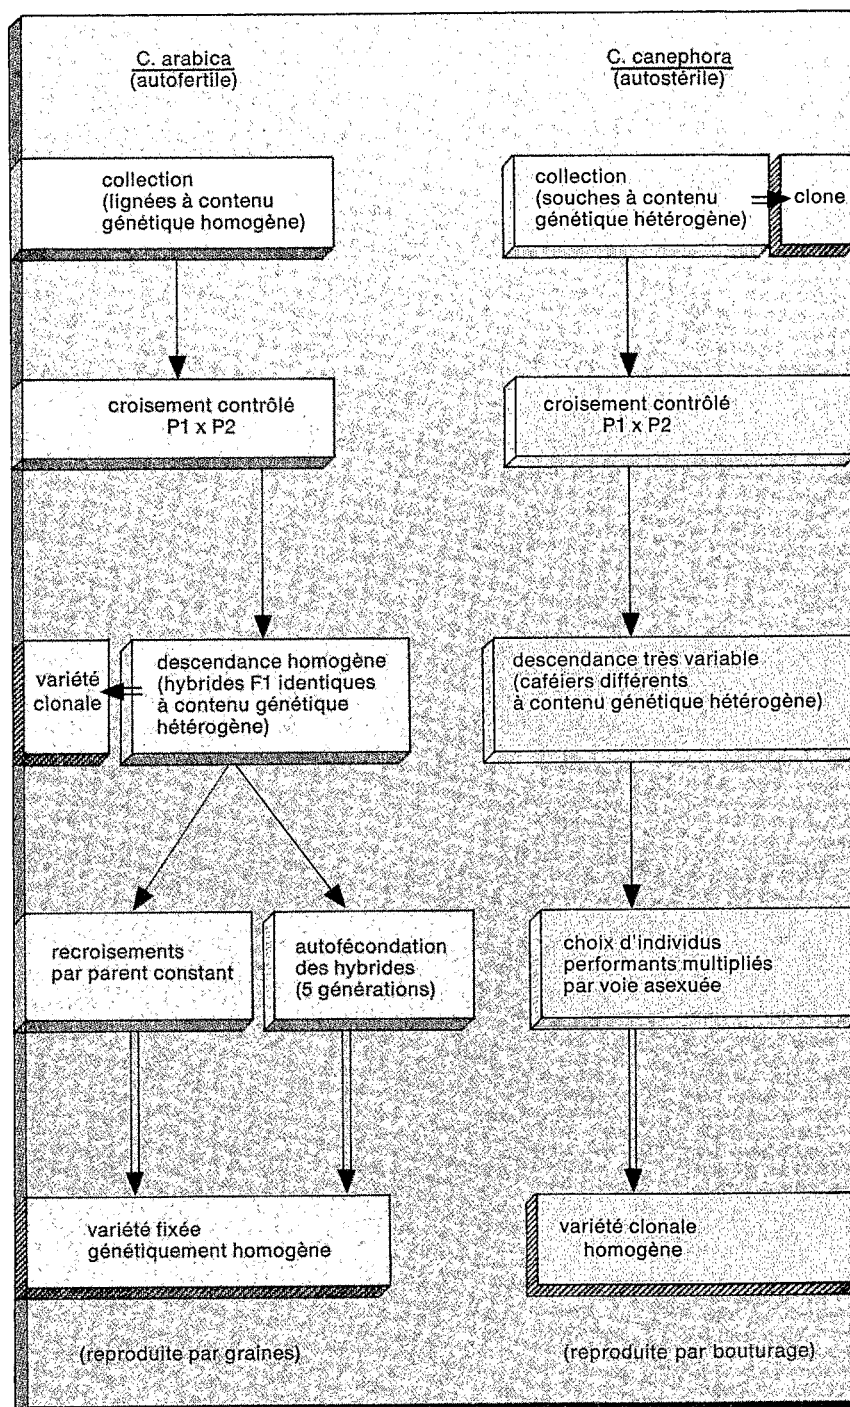 C. arabica
(autofertile)
C. canephora
(autostérile)
collection
(lignées à contenu
génétique homogène)
collection
(souches à contenu
génétique hétérogène)
clone
croisement contrôlé
P1 x P2
croisement contrôlé
P1 x P2
variété
clonale
descendance homogène
(hybrides F1 identiques
à contenu génétique
hétérogène)
descendance très variable
(caféiers différents
à contenu génétique hétérogène)
recroisements
par parent constant
autofécondation
des hybrides
(5 générations)
choix d'individus
performants multipliés
par voie asexuée
variété fixée
génétiquement homogène
variété clonale
homogène
(reproduite par graines)
(reproduite par bouturage)